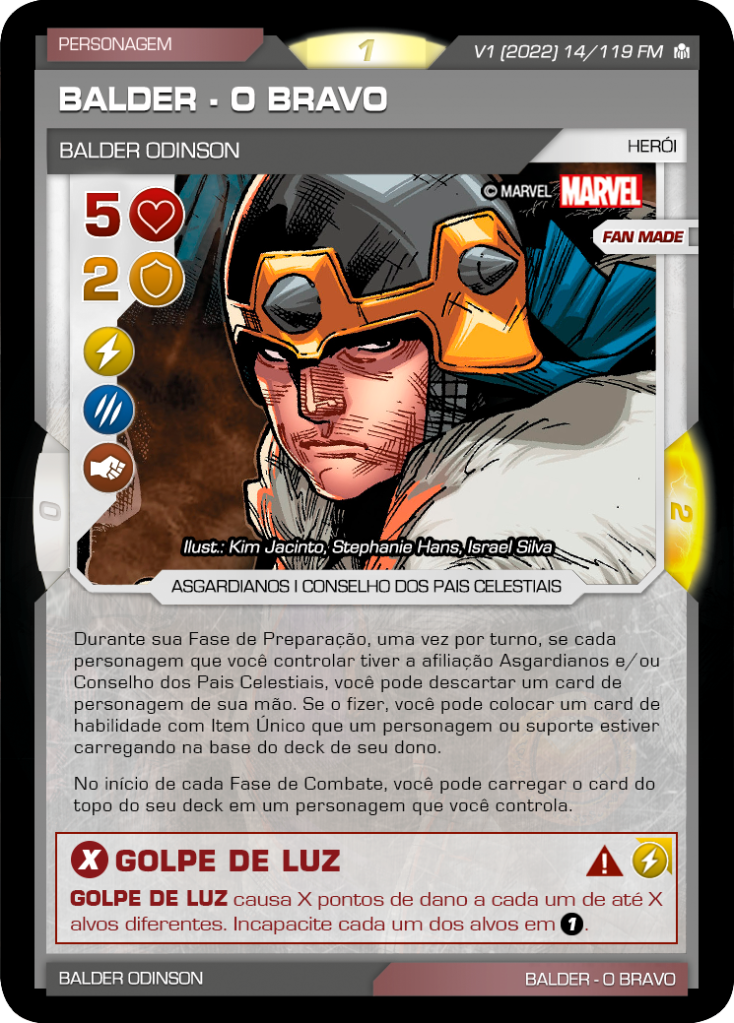 PERSONAGEM
1
V1 (2022) 14/119 FM
BALDER - O BRAVO
BALDER ODINSON
HERÓI
© MARVEL MARVEL
5
FAN MADE
2
0
2
Ilust.: Kim Jacinto, Stephanie Hans, Israel Silva
ASGARDIANOS | CONSELHO DOS PAIS CELESTIAIS
Durante sua Fase de Preparação, uma vez por turno, se cada
personagem que você controlar tiver a afiliação Asgardianos e/ou
Conselho dos Pais Celestiais, você pode descartar um card de
personagem de sua mão. Se o fizer, você pode colocar um card de
habilidade com Item Único que um personagem ou suporte estiver
carregando na base do deck de seu dono.
No início de cada Fase de Combate, você pode carregar o card do
topo do seu deck em um personagem que você controla.
X GOLPE DE LUZ
GOLPE DE LUZ causa X pontos de dano a cada um de até X
alvos diferentes. Incapacite cada um dos alvos em 1.
BALDER ODINSON
BALDER - O BRAVO